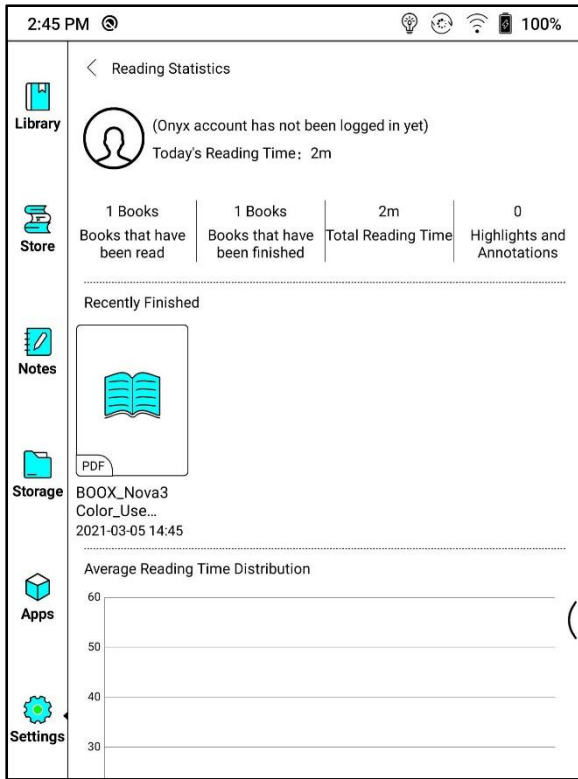 2:45 PM
100%
Reading Statistics
(Onyx account has not been logged in yet)
Today's Reading Time: 2m
Library
Store
Notes
Storage
Apps
Settings
1 Books
Books that have
been read
1 Books
Books that have
been finished
2m
Total Reading Time
0
Highlights and
Annotations
Recently Finished
PDF
BOOX_Nova3
Color_Use...
2021-03-05 14:45
Average Reading Time Distribution
60
50
40
30